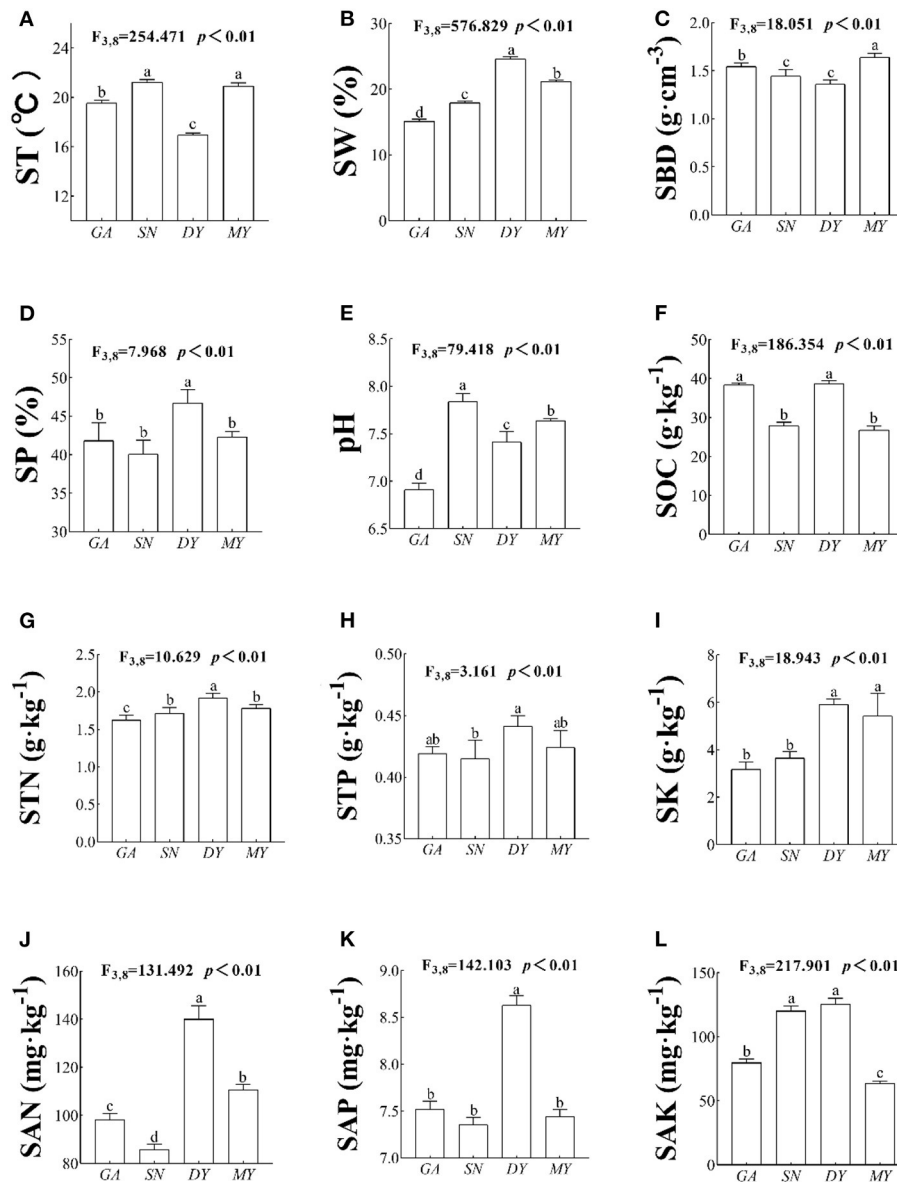 A B C
F3,8=254.471 p<0.01 F3,8=576.829 p<0.01 F3,8=18.051 p<0.01
ST (℃) 24 20 16 12 b a c a GA SN DY MY
SW (%) 30 20 10 0 d c a b GA SN DY MY
SBD (g·cm-3) 2.0 1.5 1.0 0.5 0.0 b c c a GA SN DY MY
D E F
F3,8=7.968 p<0.01 F3,8=79.418 p<0.01 F3,8=186.354 p<0.01
SP (%) 55 50 45 40 35 30 b b a b GA SN DY MY
pH 8.5 8.0 7.5 7.0 6.5 d a c b GA SN DY MY
SOC (g·kg-1) 50 40 30 20 10 0 a b a b GA SN DY MY
G H I
F3,8=10.629 p<0.01 F3,8=3.161 p<0.01 F3,8=18.943 p<0.01
STN (g·kg-1) 2.5 2.0 1.5 1.0 0.5 0.0 c b a b GA SN DY MY
STP (g·kg-1) 0.50 0.45 0.40 0.35 ab b a ab GA SN DY MY
SK (g·kg-1) 8 6 4 2 0 b b a a GA SN DY MY
J K L
F3,8=131.492 p<0.01 F3,8=142.103 p<0.01 F3,8=217.901 p<0.01
SAN (mg·kg-1) 160 140 120 100 80 c d a b GA SN DY MY
SAP (mg·kg-1) 9.0 8.5 8.0 7.5 7.0 b b a b GA SN DY MY
SAK (mg·kg-1) 150 100 50 0 b a a c GA SN DY MY